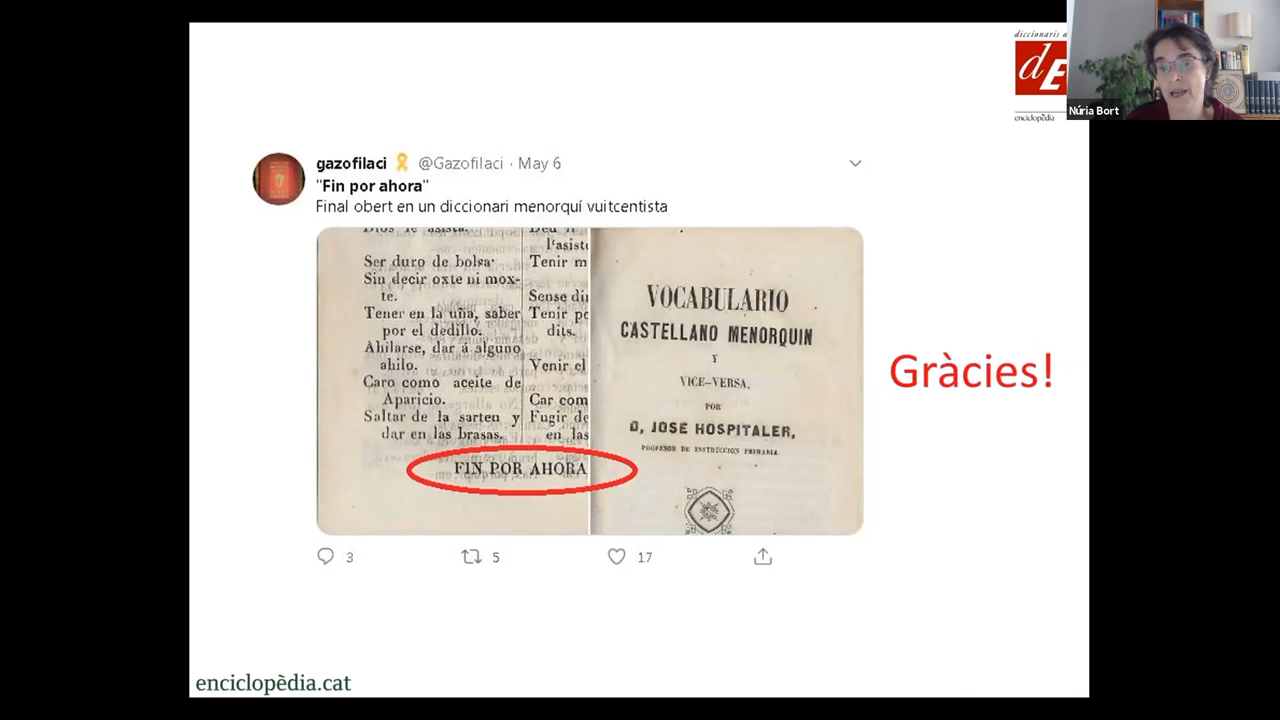 diccionaris
dE
enciclopèdia
Núria Bort
gazofilaci @Gazofilaci · May 6
"Fin por ahora"
Final obert en un diccionari menorquí vuitcentista
l'asiste
Ser duro de bolsa:
Tenir m
Sin decir oxte ni mox-
te.
Sense di
Tener en la uña, saber
Tenir pe
por el dedillo.
dits.
Ahilarse, dar á alguno
ahilo.
Venir el
Caro como aceite de
Aparicio.
Car com
Saltar de la sarten y
Fugir de
dar en las brasas.
en las
FIN POR AHORA
VOCABULARIO
CASTELLANO MENORQUIN
Y
VICE-VERSA,
POR
D, JOSE HOSPITALER,
PROFESOR DE INSTRUCCION PRIMARIA.
3
5
17
Gràcies!
enciclopèdia.cat